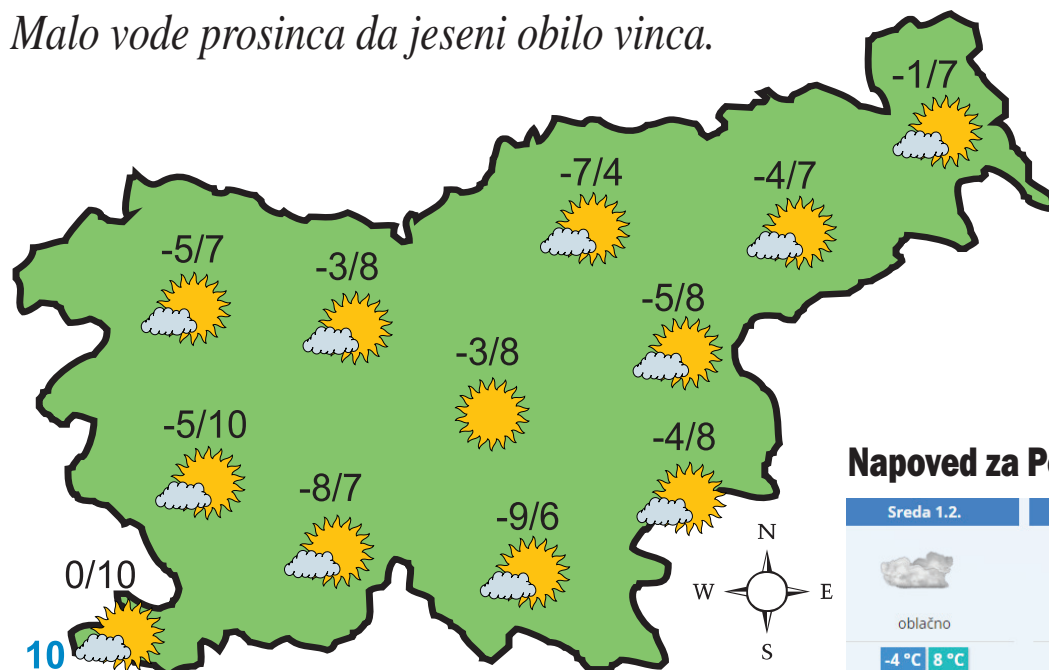 Malo vode prosinca da jeseni obilo vinca.
-1/7
-7/4
-4/7
-5/7
-3/8
-5/8
-3/8
-5/10
-4/8
-8/7
-9/6
0/10
10
N
W
E
S
Napoved za
Sreda 1.2.
oblačno
-4 °C
8 °C